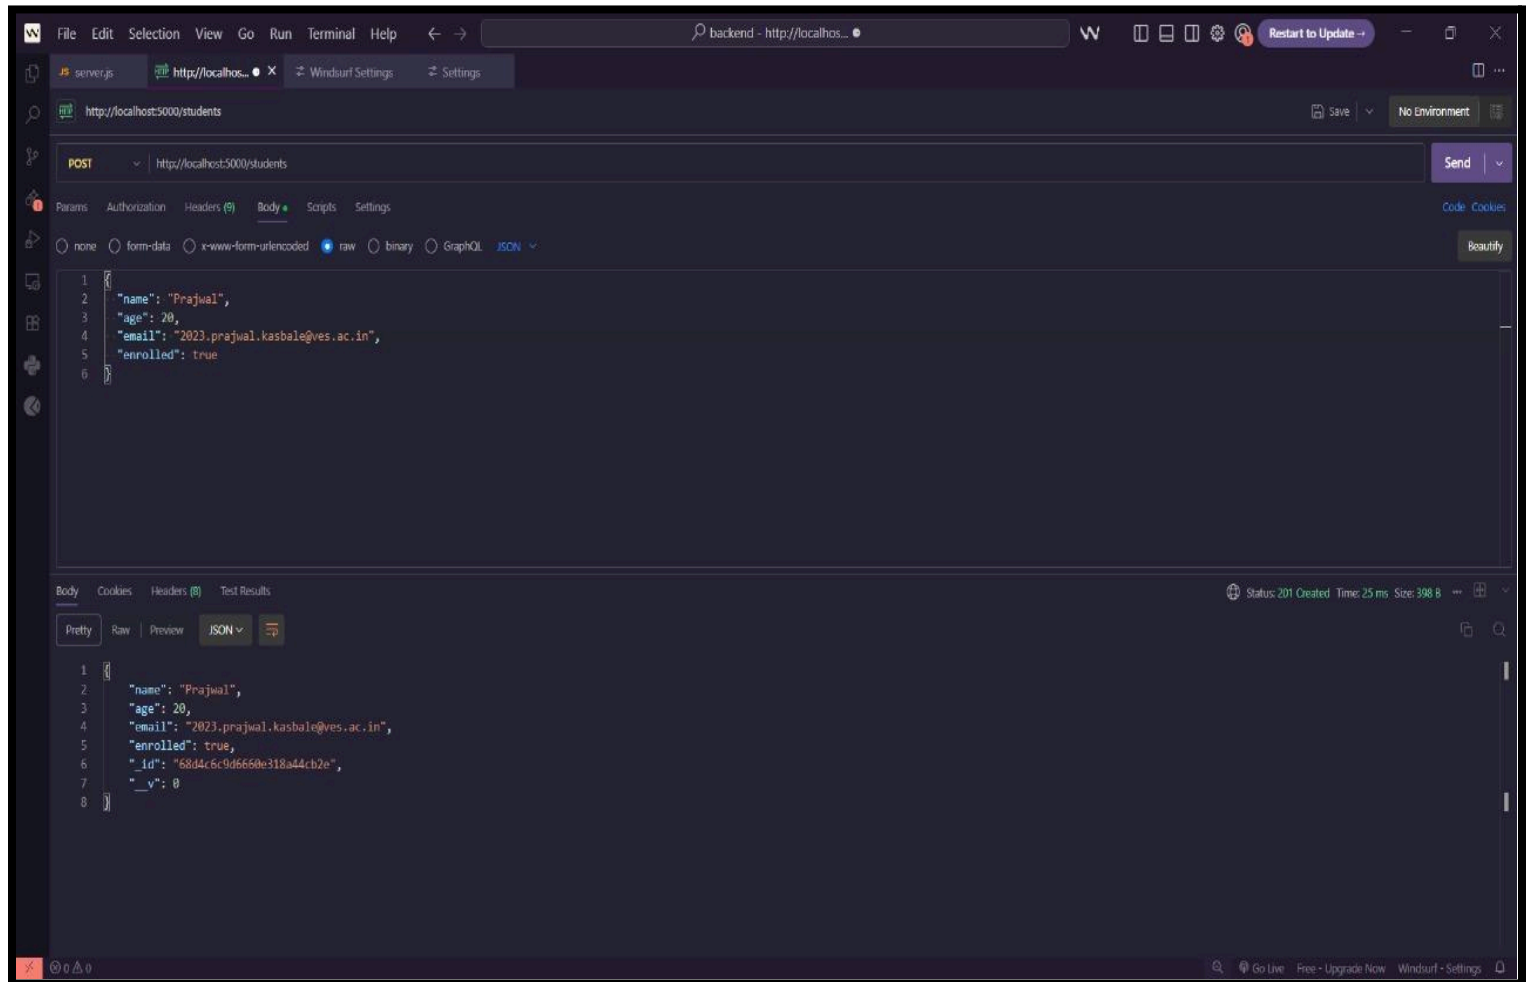 File Edit Selection View Go Run Terminal Help backend - http://localhos... Restart to Update →
JS server.js http://localhos... Windsurf Settings Settings
http://localhost:5000/students Save No Environment
POST http://localhost:5000/students Send
Params Authorization Headers (9) Body Scripts Settings Code Cookies
none form-data x-www-form-urlencoded raw binary GraphQL JSON Beautify
1 {
2 "name": "Prajwal",
3 "age": 20,
4 "email": "2023.prajwal.kasbale@ves.ac.in",
5 "enrolled": true
6 }
Body Cookies Headers (8) Test Results Status: 201 Created Time: 25 ms Size: 398 B
Pretty Raw Preview JSON
1 {
2 "name": "Prajwal",
3 "age": 20,
4 "email": "2023.prajwal.kasbale@ves.ac.in",
5 "enrolled": true,
6 "_id": "68d4c6c9d6660e318a44cb2e",
7 "__v": 0
8 }
0 0 Go Live Free - Upgrade Now Windsurf - Settings